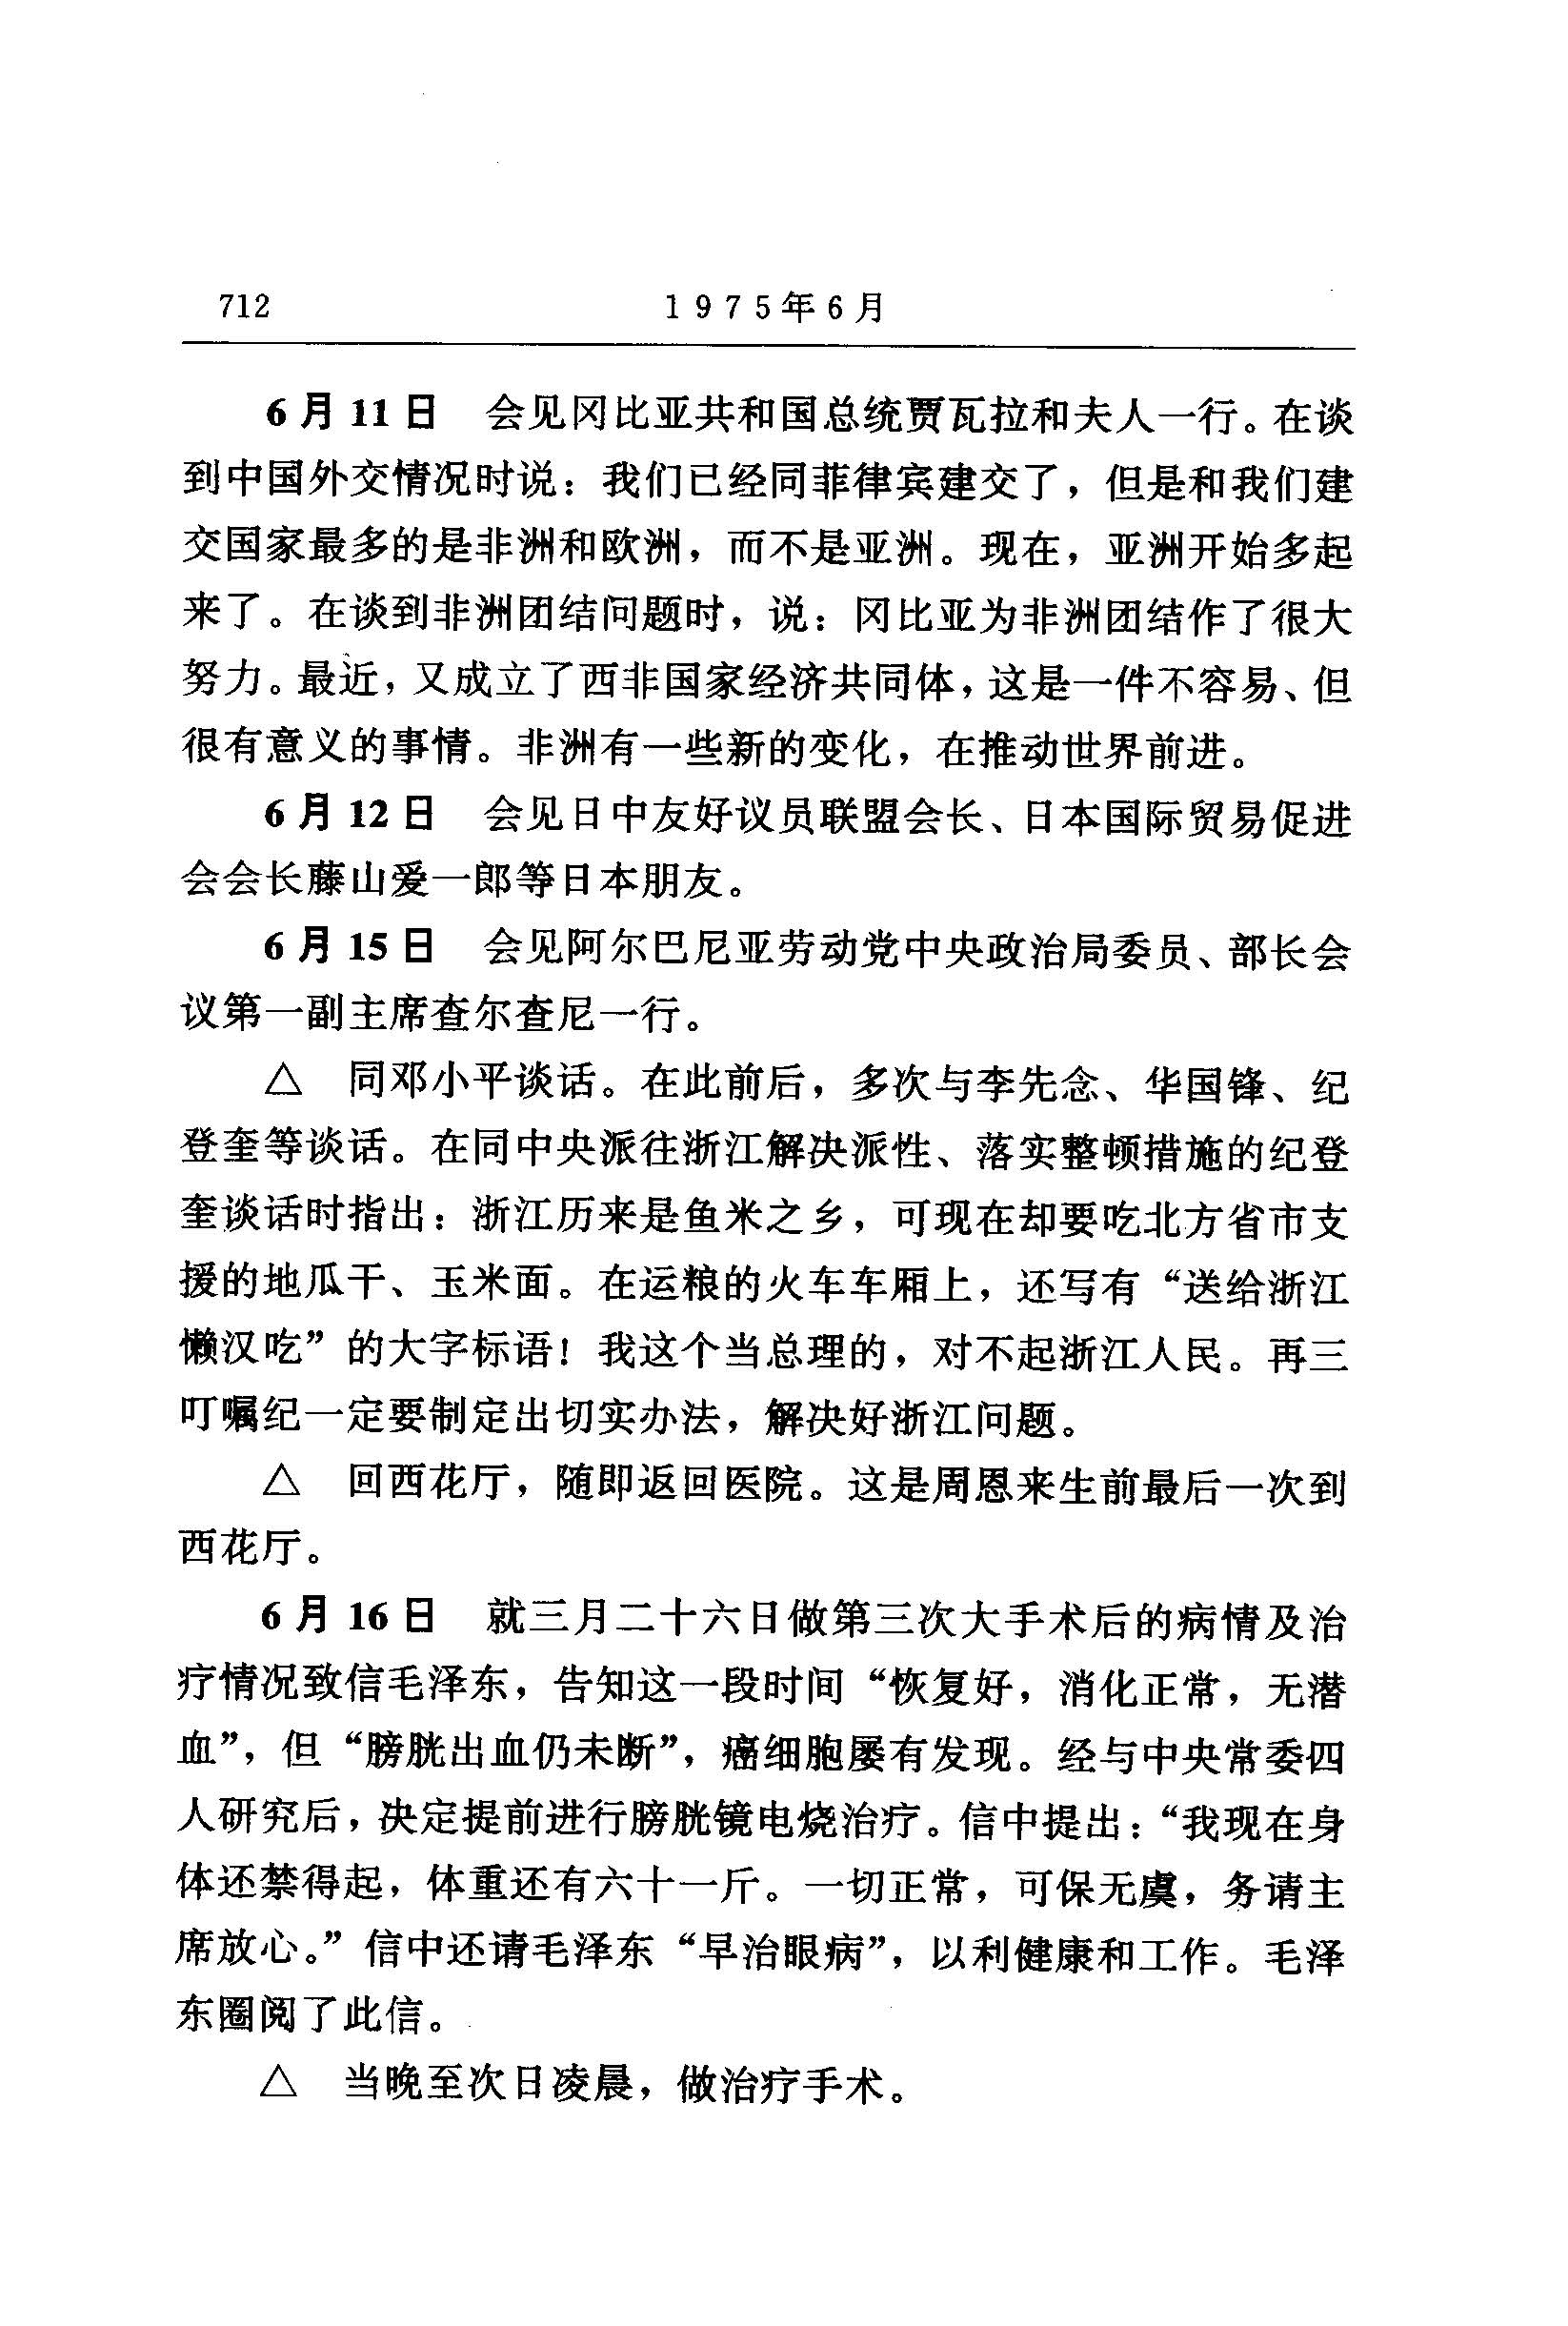 712 1975年6月
6月11日 会见冈比亚共和国总统贾瓦拉和夫人一行。在谈
到中国外交情况时说：我们已经同菲律宾建交了，但是和我们建
交国家最多的是非洲和欧洲，而不是亚洲。现在，亚洲开始多起
来了。在谈到非洲团结问题时，说：冈比亚为非洲团结作了很大
努力。最近，又成立了西非国家经济共同体，这是一件不容易、但
很有意义的事情。非洲有一些新的变化，在推动世界前进。
6月12日 会见日中友好议员联盟会长、日本国际贸易促进
会会长藤山爱一郎等日本朋友。
6月15日 会见阿尔巴尼亚劳动党中央政治局委员、部长会
议第一副主席查尔查尼一行。
△ 同邓小平谈话。在此前后，多次与李先念、华国锋、纪
登奎等谈话。在同中央派往浙江解决派性、落实整顿措施的纪登
奎谈话时指出：浙江历来是鱼米之乡，可现在却要吃北方省市支
援的地瓜干、玉米面。在运粮的火车车厢上，还写有“送给浙江
懒汉吃”的大字标语！我这个当总理的，对不起浙江人民。再三
叮嘱纪一定要制定出切实办法，解决好浙江问题。
△ 回西花厅，随即返回医院。这是周恩来生前最后一次到
西花厅。
6月16日 就三月二十六日做第三次大手术后的病情及治
疗情况致信毛泽东，告知这一段时间“恢复好，消化正常，无潜
血”，但“膀胱出血仍未断”，癌细胞屡有发现。经与中央常委四
人研究后，决定提前进行膀胱镜电烧治疗。信中提出：“我现在身
体还禁得起，体重还有六十一斤。一切正常，可保无虞，务请主
席放心。”信中还请毛泽东“早治眼病”，以利健康和工作。毛泽
东圈阅了此信。
△ 当晚至次日凌晨，做治疗手术。